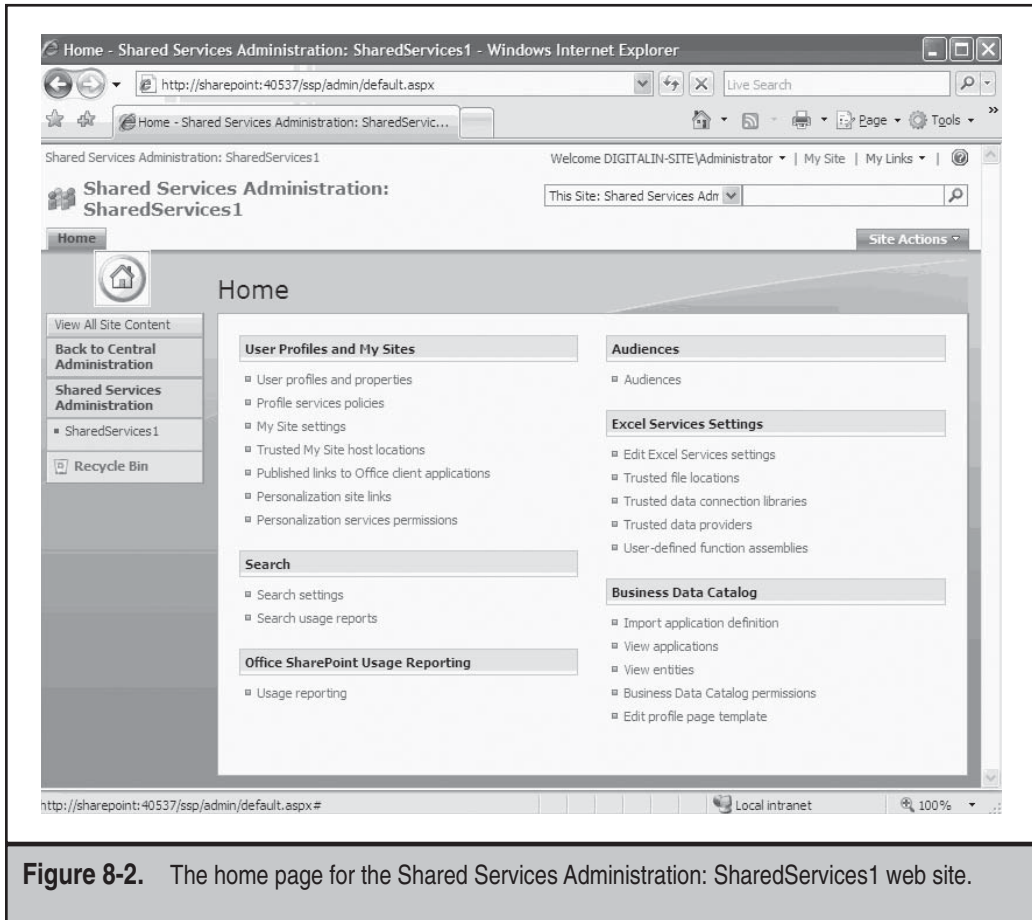 Home - Shared Services Administration: SharedServices1 - Windows Internet Explorer
http://sharepoint:40537/ssp/admin/default.aspx
Live Search
Home - Shared Services Administration: SharedServic...
Page
Tools
»
Shared Services Administration: SharedServices1
Welcome DIGITALIN-SITE\Administrator | My Site | My Links |
Shared Services Administration:
SharedServices1
This Site: Shared Services Adm
Home
Site Actions
Home
View All Site Content
Back to Central
Administration
Shared Services
Administration
SharedServices1
Recycle Bin
User Profiles and My Sites
User profiles and properties
Profile services policies
My Site settings
Trusted My Site host locations
Published links to Office client applications
Personalization site links
Personalization services permissions
Search
Search settings
Search usage reports
Office SharePoint Usage Reporting
Usage reporting
Audiences
Audiences
Excel Services Settings
Edit Excel Services settings
Trusted file locations
Trusted data connection libraries
Trusted data providers
User-defined function assemblies
Business Data Catalog
Import application definition
View applications
View entities
Business Data Catalog permissions
Edit profile page template
http://sharepoint:40537/ssp/admin/default.aspx#
Local intranet
100%
Figure 8-2. The home page for the Shared Services Administration: SharedServices1 web site.